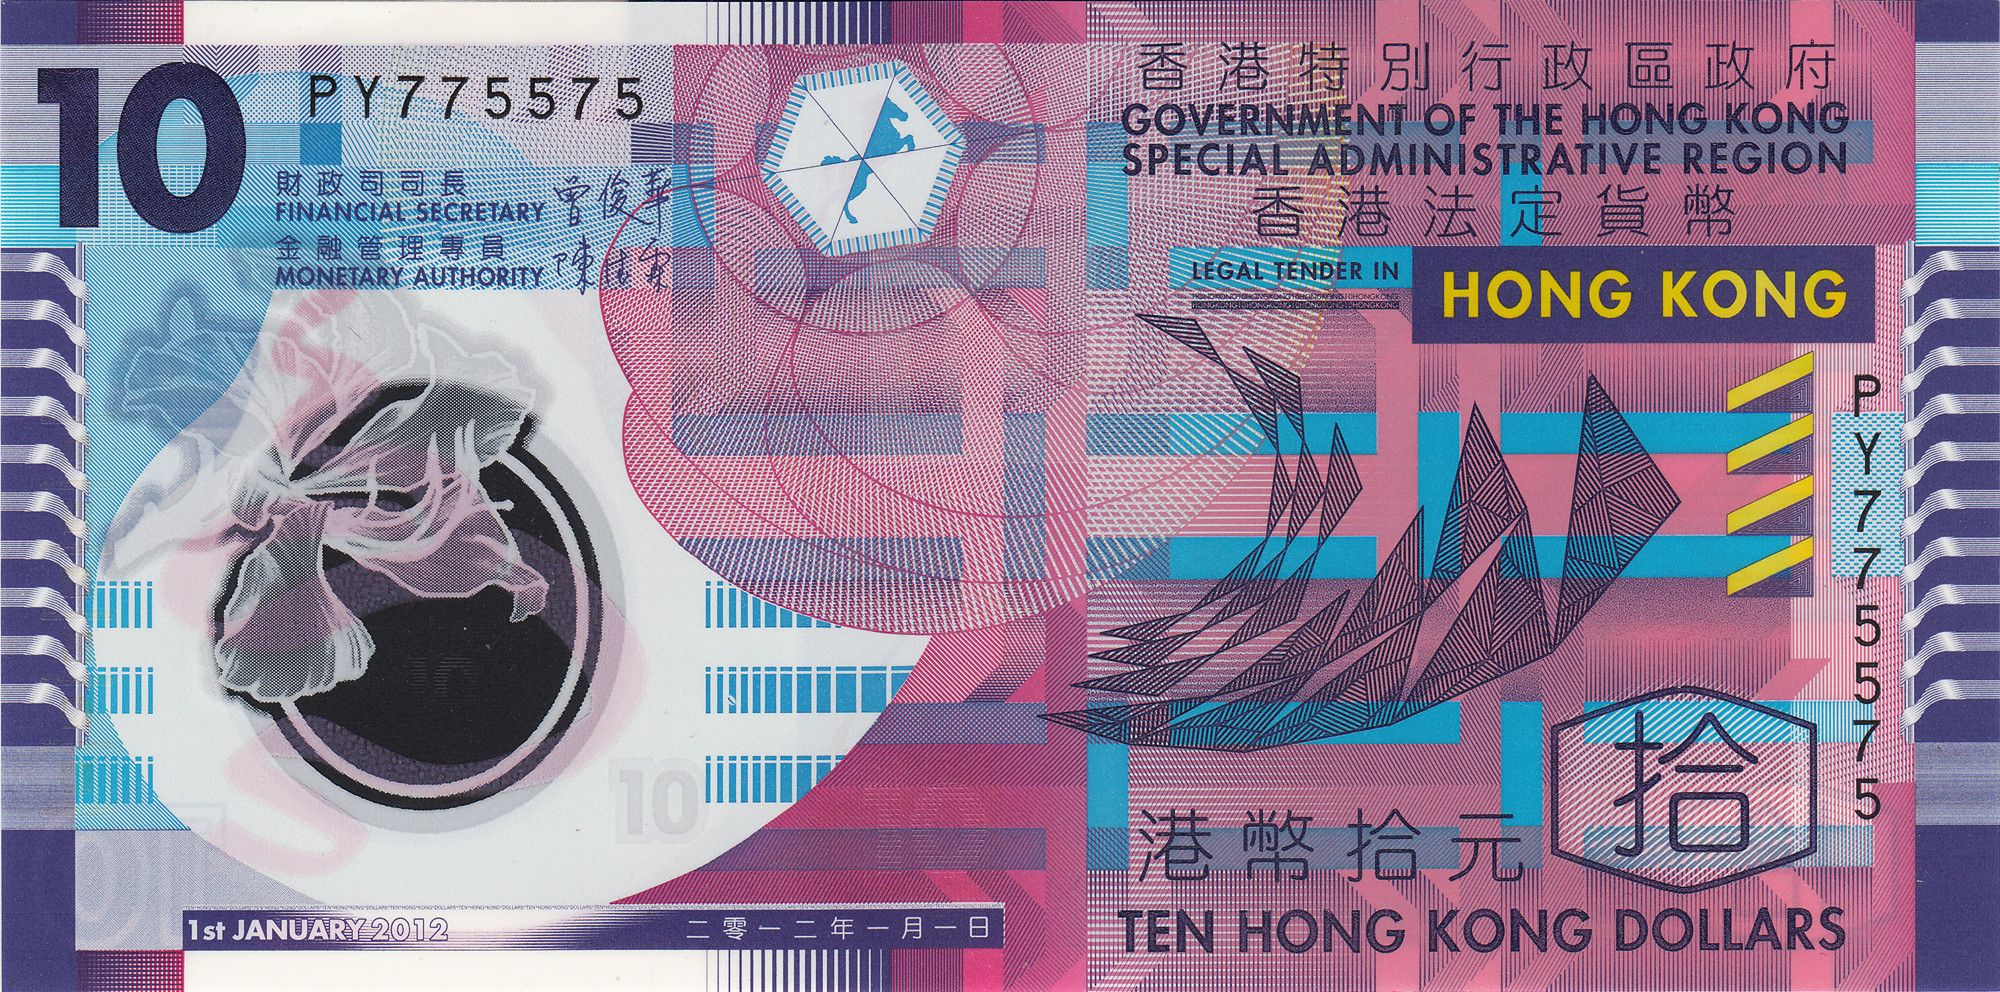 10
PY775575
財政司司長
FINANCIAL SECRETARY
曾俊華
金融管理專員
MONETARY AUTHORITY
香港特別行政區政府
GOVERNMENT OF THE HONG KONG
SPECIAL ADMINISTRATIVE REGION
香港法定貨幣
LEGAL TENDER IN
HONG KONG
PY775575
10
拾
港幣拾元
TEN HONG KONG DOLLARS
1st JANUARY 2012
二零一二年一月一日